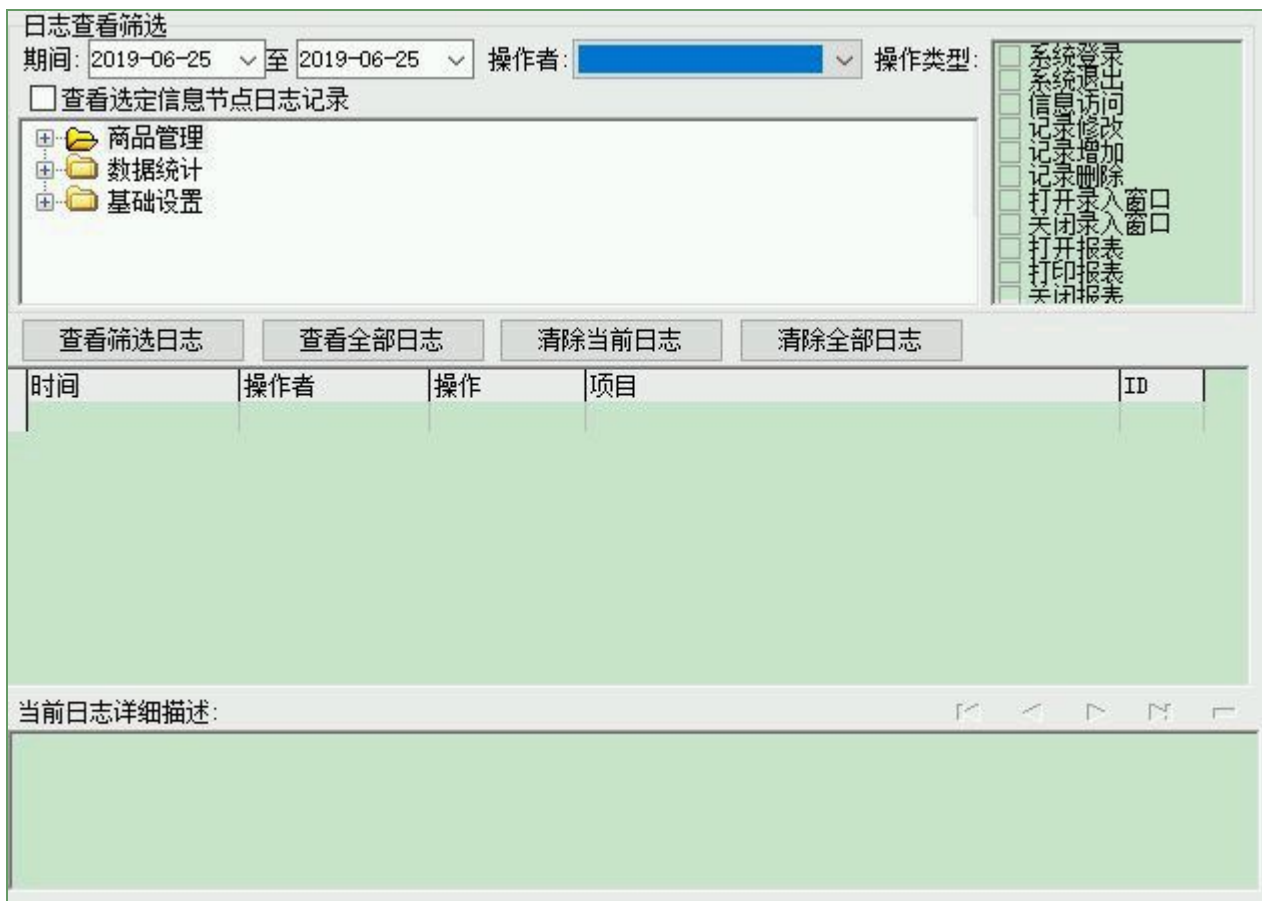 日志查看筛选
期间: 2019-06-25 至 2019-06-25 操作者: 操作类型:
系统登录
系统退出
信息访问
记录修改
记录增加
记录删除
打开录入窗口
关闭录入窗口
打开报表
打印报表
关闭报表
查看选定信息节点日志记录
商品管理
数据统计
基础设置
查看筛选日志 查看全部日志 清除当前日志 清除全部日志
时间 操作者 操作 项目 ID
当前日志详细描述: